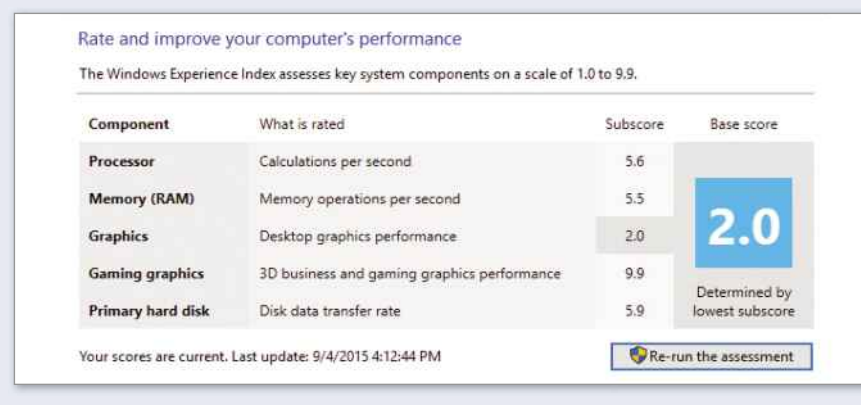 Rate and improve your computer's performance
The Windows Experience Index assesses key system components on a scale of 1.0 to 9.9.
Component What is rated Subscore Base score
Processor Calculations per second 5.6
Memory (RAM) Memory operations per second 5.5
Graphics Desktop graphics performance 2.0
2.0
Gaming graphics 3D business and gaming graphics performance 9.9
Primary hard disk Disk data transfer rate 5.9
Determined by
lowest subscore
Your scores are current. Last update: 9/4/2015 4:12:44 PM
Re-run the assessment